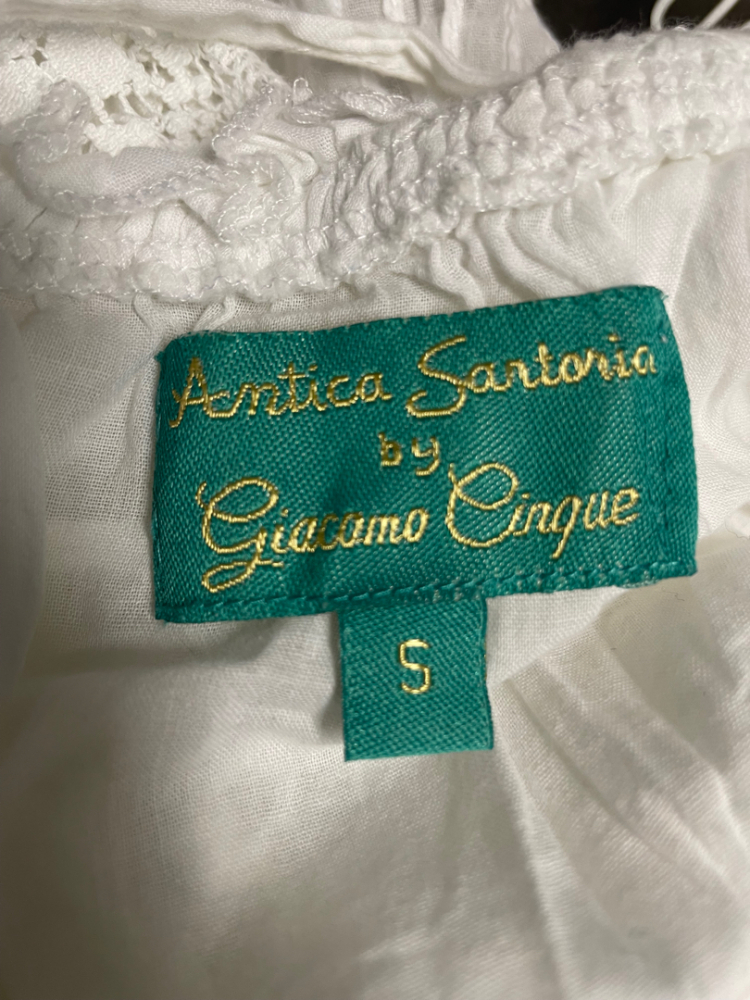 Antica Sartoria
by
Giacomo Cinque
S